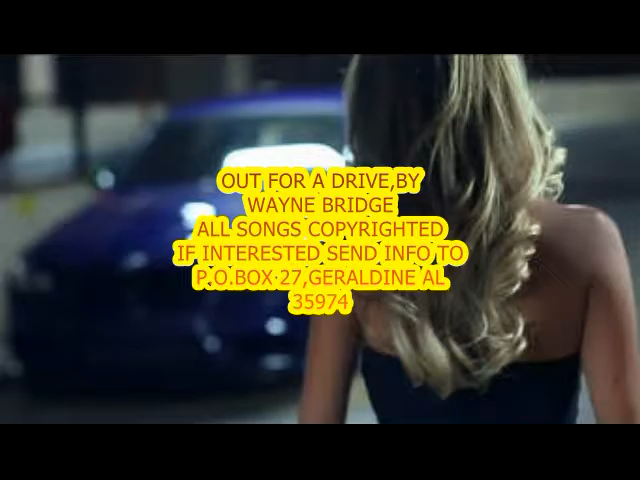 OUT FOR A DRIVE,BY
WAYNE BRIDGE
ALL SONGS COPYRIGHTED
IF INTERESTED SEND INFO TO
P.O.BOX 27,GERALDINE AL
35974